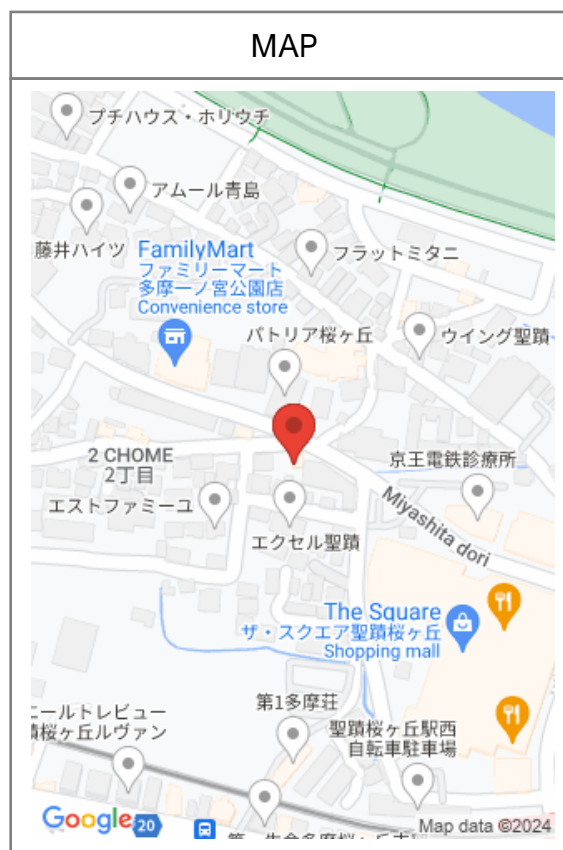 MAP
プチハウス・ホリウチ
アムール青島
藤井ハイツ
FamilyMart
ファミリーマート
多摩一ノ宮公園店
Convenience store
フラットミタニ
パトリア桜ヶ丘
ウイング聖蹟
2 CHOME
2丁目
京王電鉄診療所
エストファミーユ
Miyashita dori
エクセル聖蹟
The Square
ザ・スクエア聖蹟桜ヶ丘
Shopping mall
第1多摩荘
ニールトレビュー
蹟桜ヶ丘ルヴァン
聖蹟桜ヶ丘駅西
自転車駐車場
Google
20
Map data ©2024